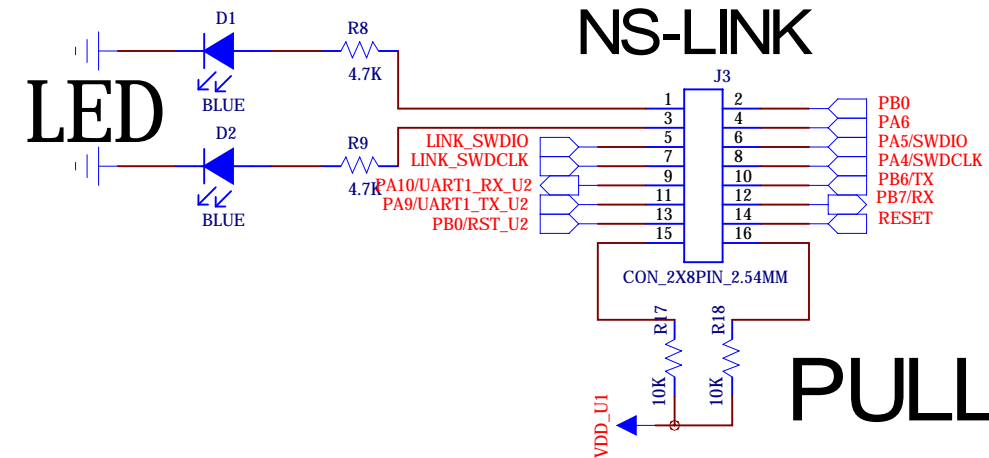 NS-LINK
LED
D1
BLUE
R8
4.7K
D2
BLUE
R9
4.7K
J3
1 2
3 4
5 6
7 8
9 10
11 12
13 14
15 16
LINK_SWDIO
LINK_SWDCLK
PA10/UART1_RX_U2
PA9/UART1_TX_U2
PB0/RST_U2
PB0
PA6
PA5/SWDIO
PA4/SWDCLK
PB6/TX
PB7/RX
RESET
CON_2X8PIN_2.54MM
R17
10K
R18
10K
VDD_U1
PULL